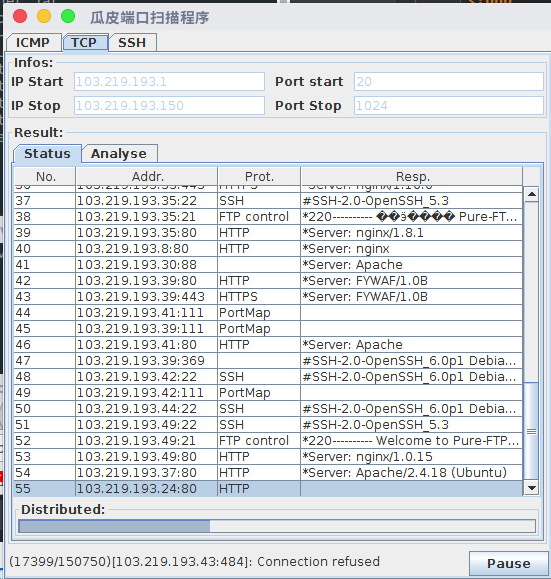 瓜皮端口扫描程序
ICMP TCP SSH
Infos:
IP Start 103.219.193.1 Port start 20
IP Stop 103.219.193.150 Port Stop 1024
Result:
Status Analyse
No. Addr. Prot. Resp.
37 103.219.193.35:22 SSH #SSH-2.0-OpenSSH_5.3
38 103.219.193.35:21 FTP control *220---------- Pure-FT...
39 103.219.193.35:80 HTTP *Server: nginx/1.8.1
40 103.219.193.8:80 HTTP *Server: nginx
41 103.219.193.30:88 *Server: Apache
42 103.219.193.39:80 HTTP *Server: FYWAF/1.0B
43 103.219.193.39:443 HTTPS *Server: FYWAF/1.0B
44 103.219.193.41:111 PortMap
45 103.219.193.39:111 PortMap
46 103.219.193.41:80 HTTP *Server: Apache
47 103.219.193.39:369 #SSH-2.0-OpenSSH_6.0p1 Debia...
48 103.219.193.42:22 SSH #SSH-2.0-OpenSSH_6.0p1 Debia...
49 103.219.193.42:111 PortMap
50 103.219.193.44:22 SSH #SSH-2.0-OpenSSH_6.0p1 Debia...
51 103.219.193.49:22 SSH #SSH-2.0-OpenSSH_5.3
52 103.219.193.49:21 FTP control *220---------- Welcome to Pure-FTP...
53 103.219.193.49:80 HTTP *Server: nginx/1.0.15
54 103.219.193.37:80 HTTP *Server: Apache/2.4.18 (Ubuntu)
55 103.219.193.24:80 HTTP
Distributed:
(17399/150750)[103.219.193.43:484]: Connection refused
Pause